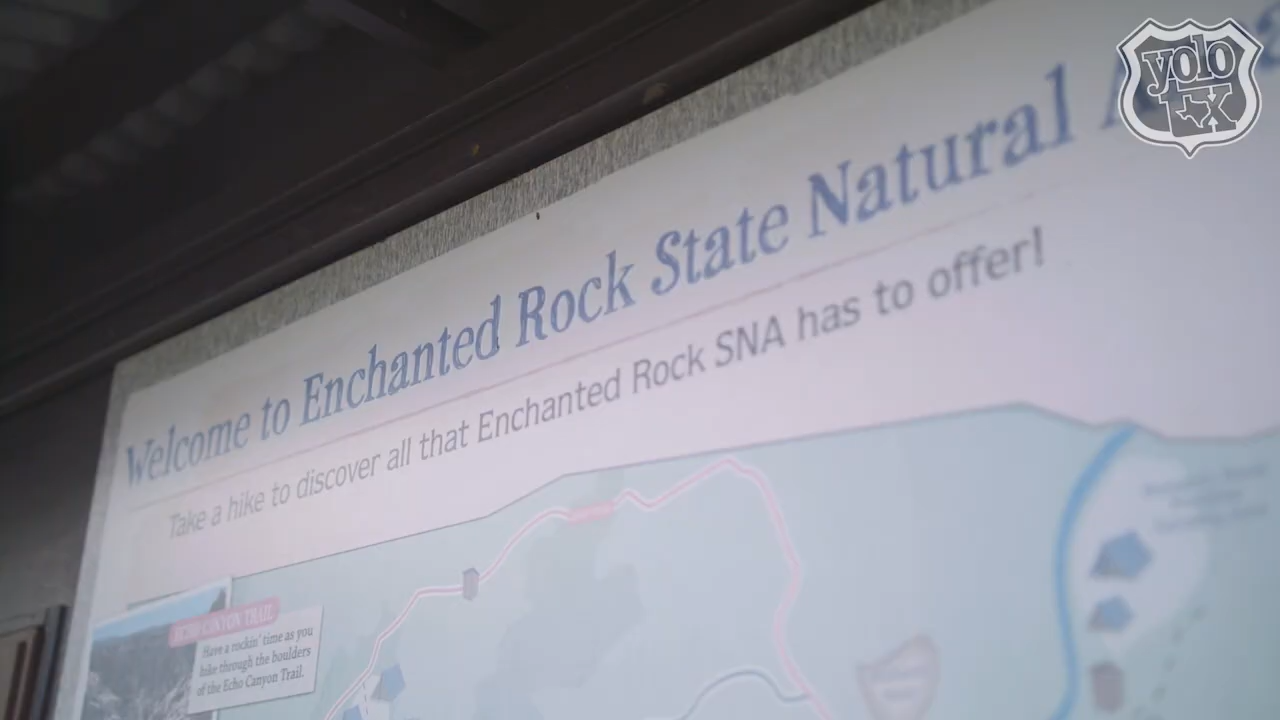 yolo
tx
Welcome to Enchanted Rock State Natural
Take a hike to discover all that Enchanted Rock SNA has to offer!
ECHO CANYON TRAIL
Have a rockin' time as you
hike through the boulders
of the Echo Canyon Trail.